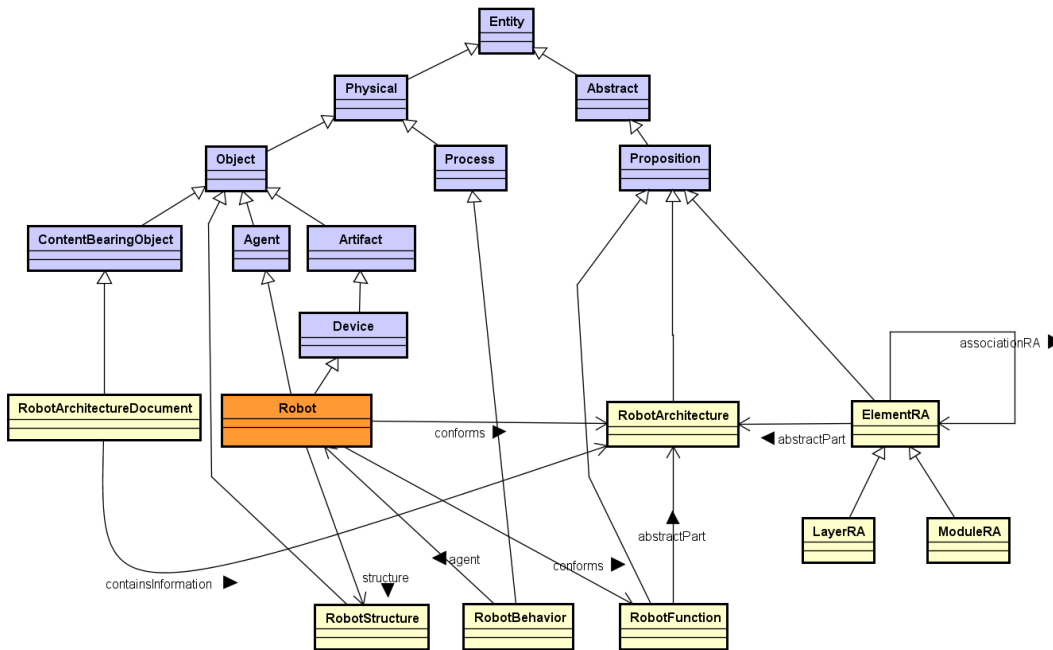 Entity
Physical
Abstract
Object
Process
Proposition
ContentBearingObject
Agent
Artifact
Device
associationRA
RobotArchitectureDocument
Robot
RobotArchitecture
ElementRA
conforms
abstractPart
LayerRA
ModuleRA
abstractPart
agent
conforms
containsInformation
structure
RobotStructure
RobotBehavior
RobotFunction